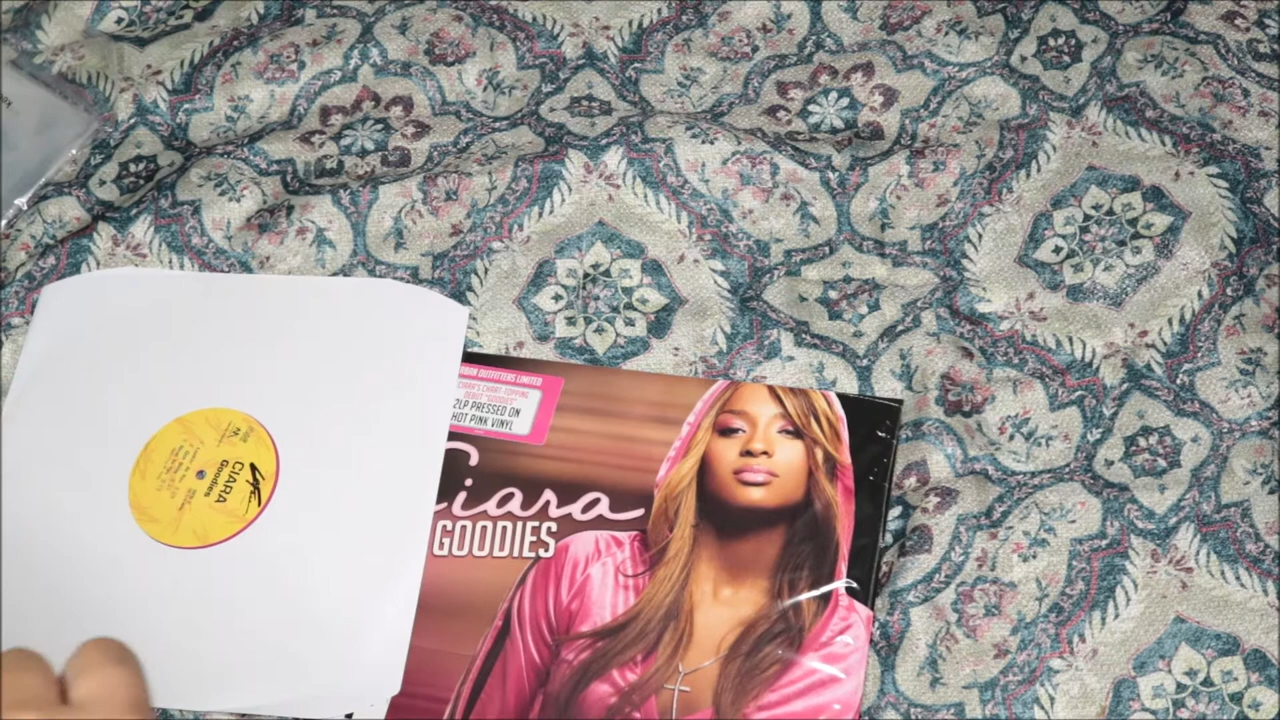 URBAN OUTFITTERS LIMITED
CIARA'S CHART-TOPPING
DEBUT "GOODIES"
2LP PRESSED ON
HOT PINK VINYL
Ciara
GOODIES
CIARA
Goodies